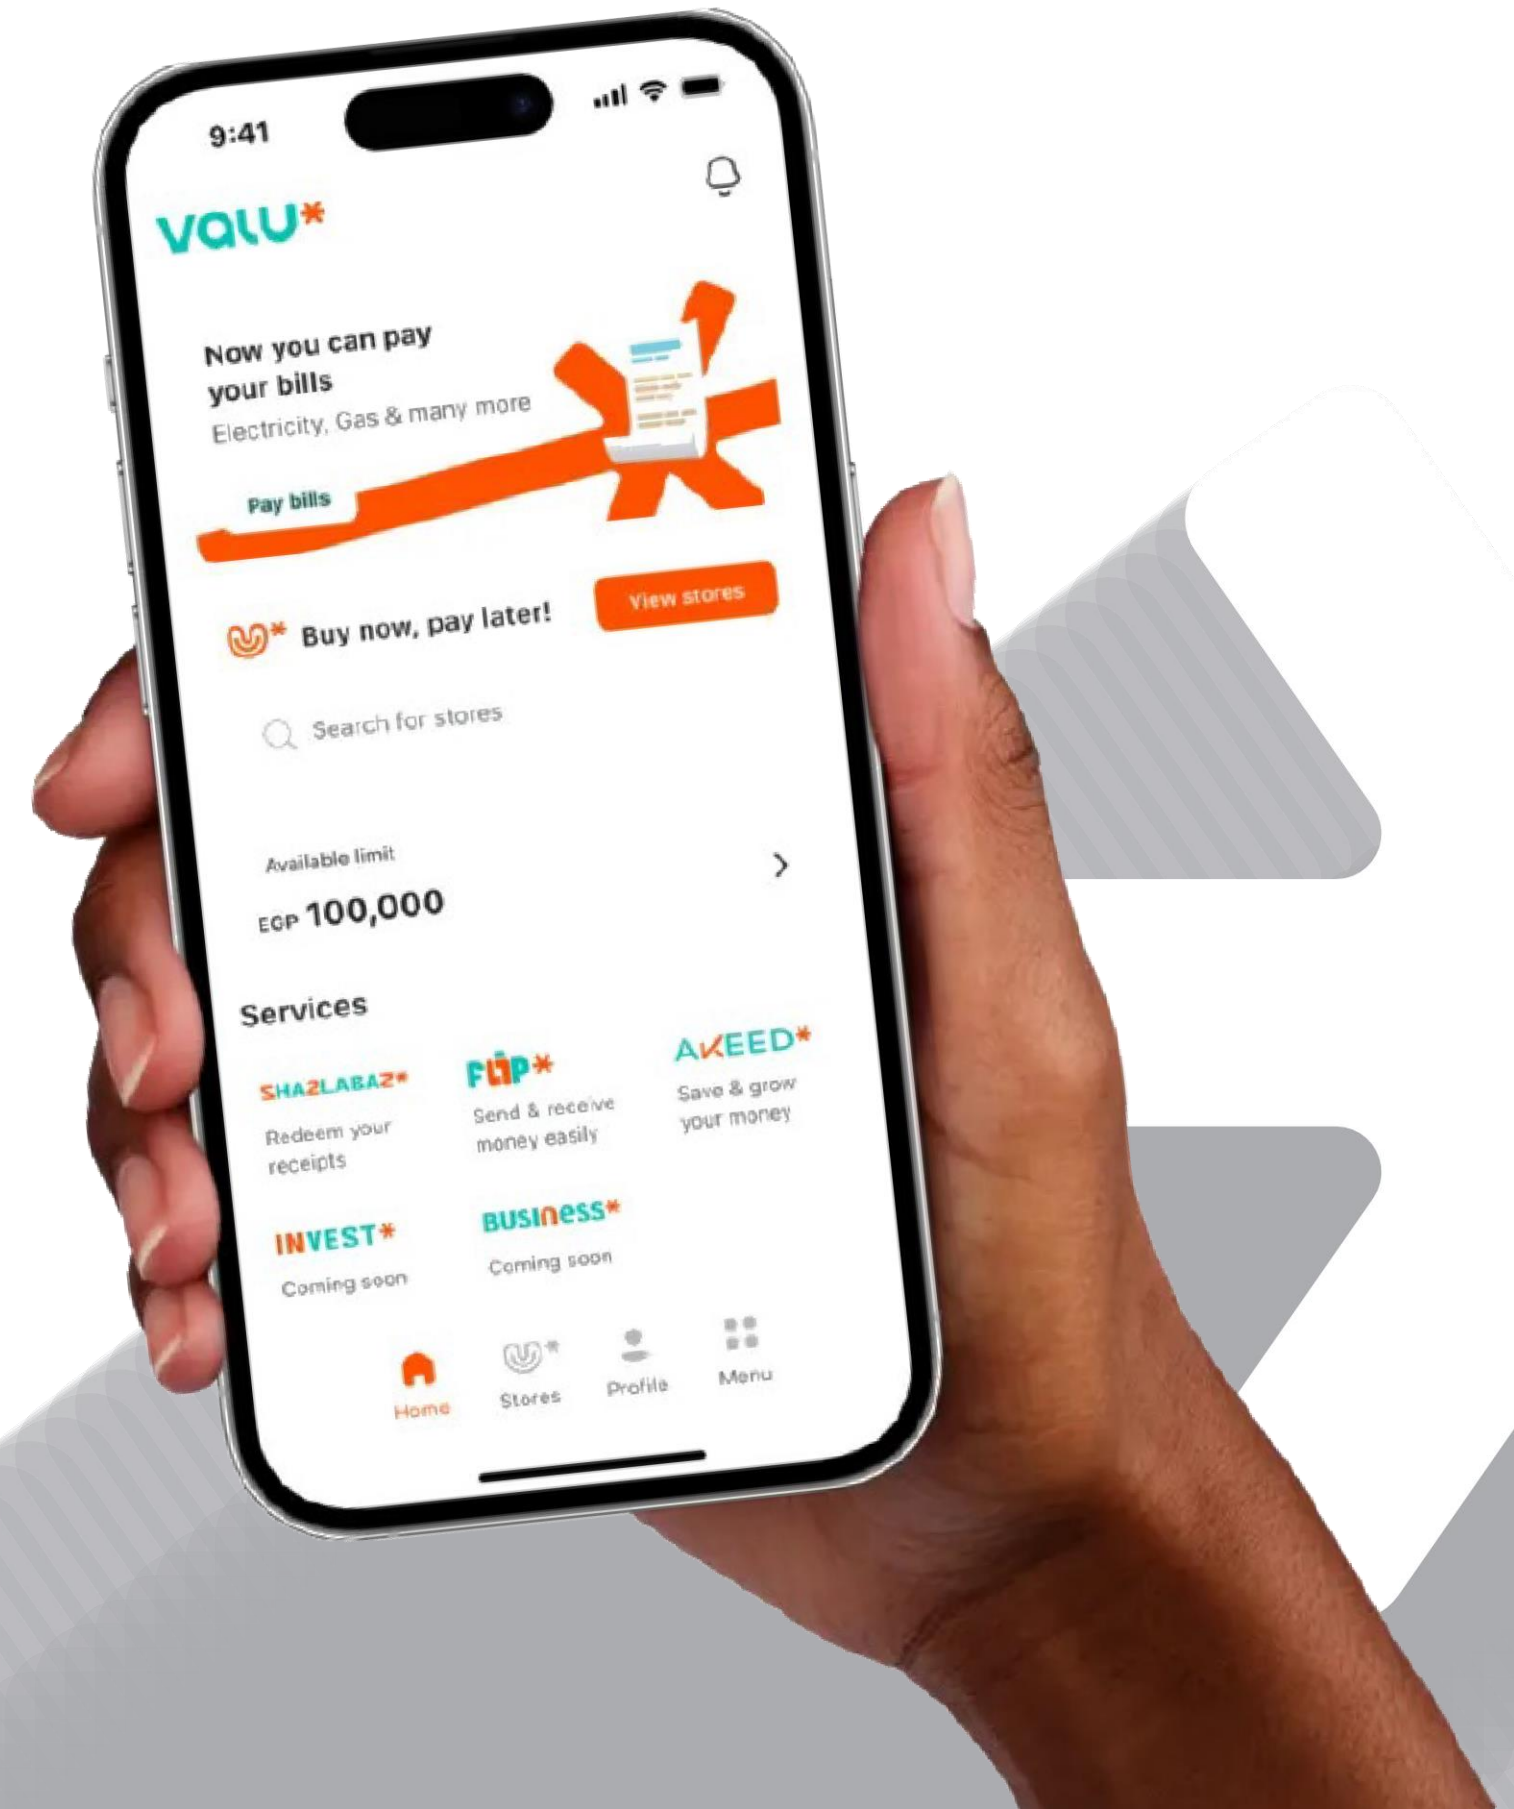 9:41
valu*
Now you can pay
your bills
Electricity, Gas & many more
Pay bills
Buy now, pay later!
View stores
Search for stores
Available limit
EGP 100,000
Services
SHA2LABAZ*
Redeem your
receipts
FLIP*
Send & receive
money easily
AKEED*
Save & grow
your money
INVEST*
Coming soon
BUSINESS*
Coming soon
Home
Stores
Profile
Menu